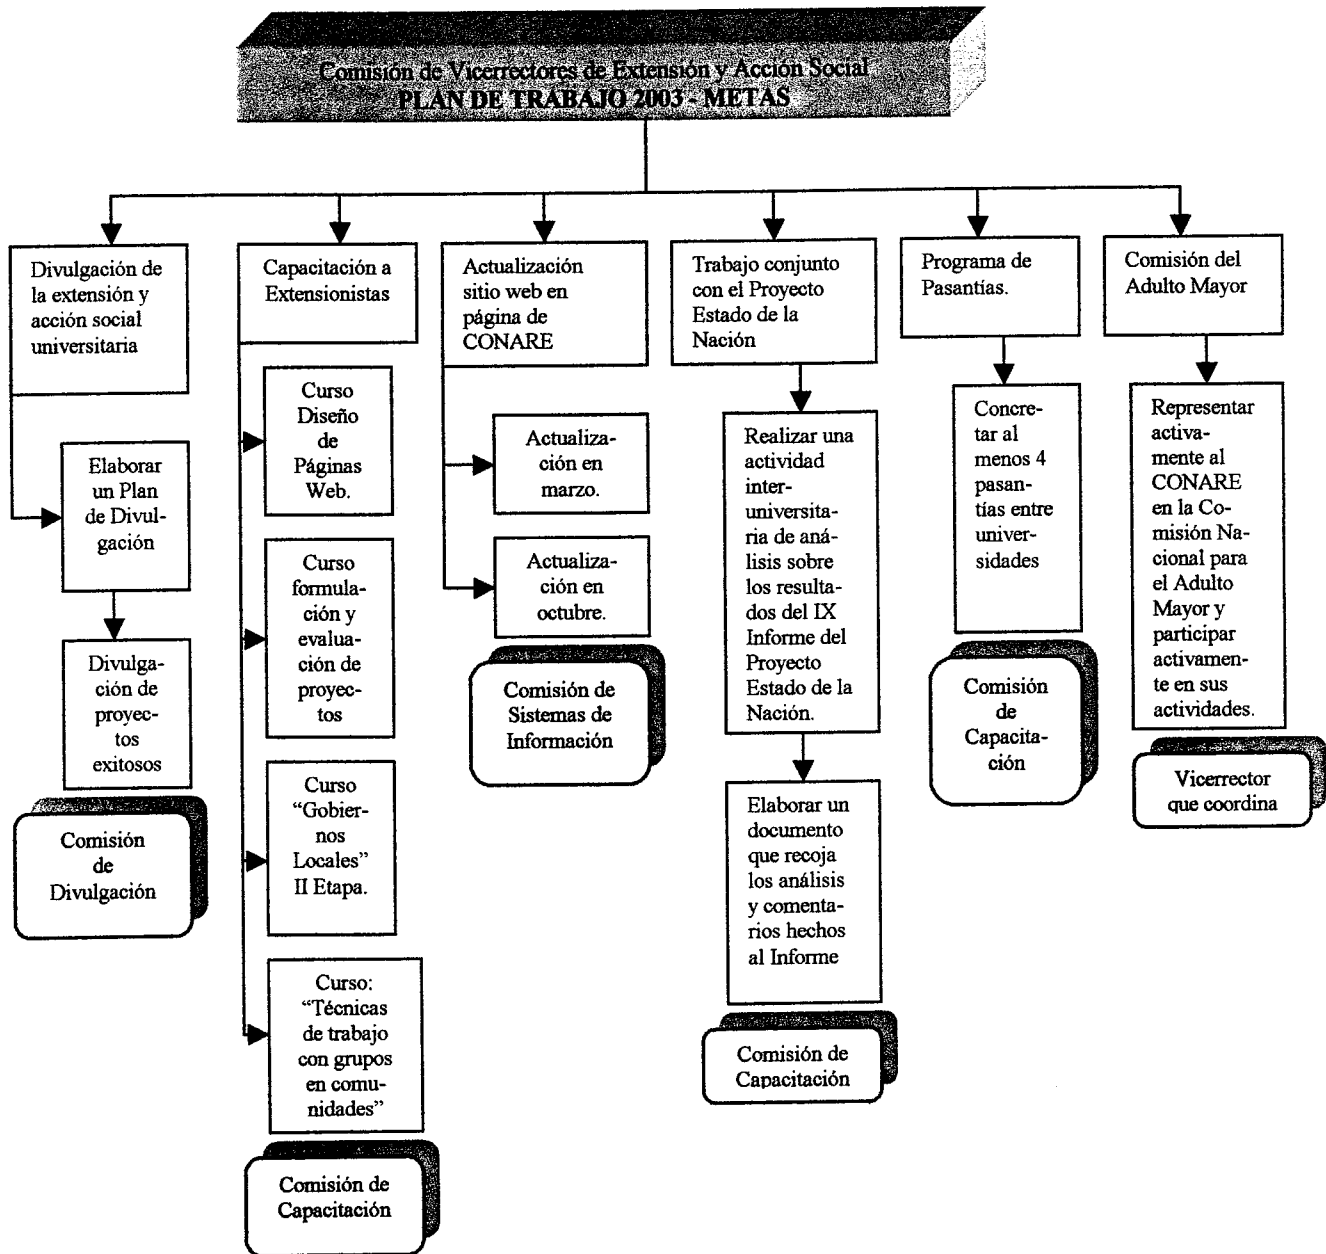 Comisión de Vicerrectores de Extensión y Acción Social
PLAN DE TRABAJO 2003 - METAS
Divulgación de
la extensión y
acción social
universitaria
Elaborar
un Plan
de Divul-
gación
Divulga-
ción de
proyec-
tos
exitosos
Comisión
de
Divulgación
Capacitación a
Extensionistas
Curso
Diseño
de
Páginas
Web.
Curso
formula-
ción y
evalua-
ción de
proyec-
tos
Curso
“Gobier-
nos
Locales”
II Etapa.
Curso:
“Técnicas
de trabajo
con grupos
en comu-
nidades”
Comisión de
Capacitación
Actualización
sitio web en
página de
CONARE
Actualiza-
ción en
marzo.
Actualiza-
ción en
octubre.
Comisión de
Sistemas de
Información
Trabajo conjunto
con el Proyecto
Estado de la
Nación
Realizar una
actividad
inter-
universita-
ria de aná-
lisis sobre
los resulta-
dos del IX
Informe del
Proyecto
Estado de la
Nación.
Elaborar un
documento
que recoja
los análisis
y comenta-
rios hechos
al Informe
Comisión de
Capacitación
Programa de
Pasantías.
Concre-
tar al
menos 4
pasan-
tías entre
univer-
sidades
Comisión
de
Capacita-
ción
Comisión del
Adulto Mayor
Representar
activa-
mente al
CONARE
en la Co-
misión Na-
cional para
el Adulto
Mayor y
participar
activamen-
te en sus
actividades.
Vicerrector
que coordina